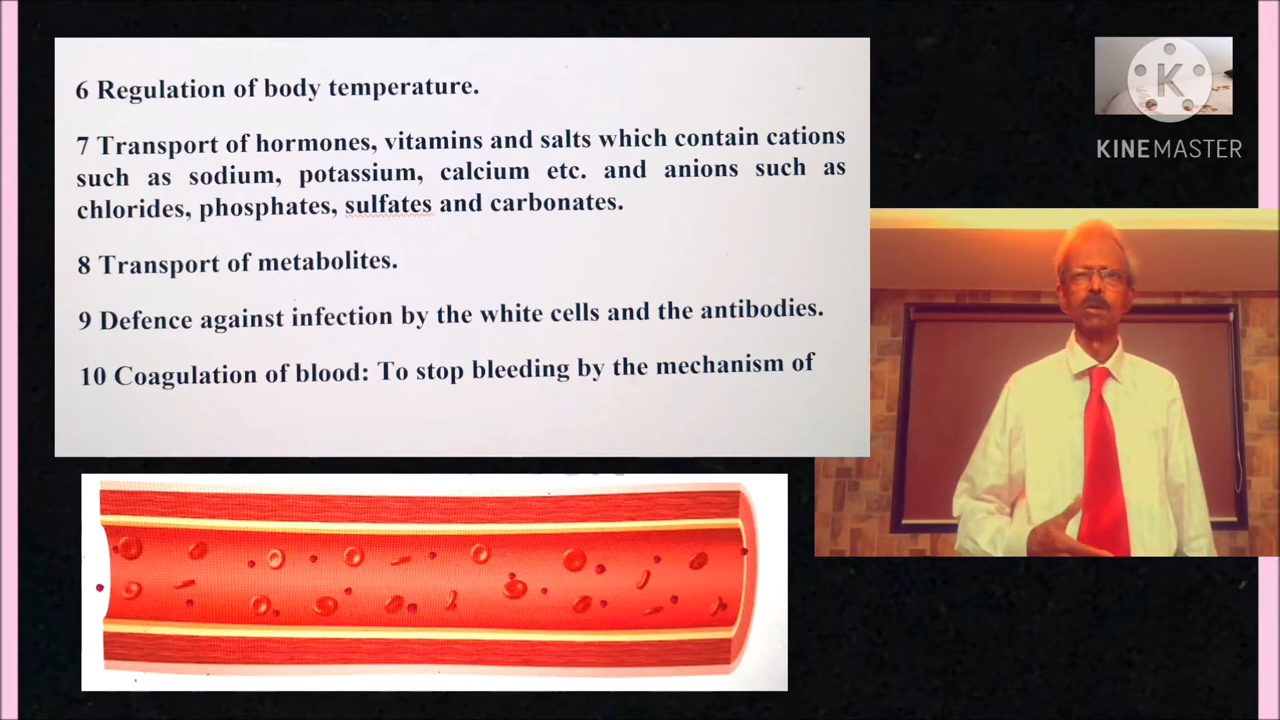 6 Regulation of body temperature.
7 Transport of hormones, vitamins and salts which contain cations
such as sodium, potassium, calcium etc. and anions such as
chlorides, phosphates, sulfates and carbonates.
8 Transport of metabolites.
9 Defence against infection by the white cells and the antibodies.
10 Coagulation of blood: To stop bleeding by the mechanism of
K
KINEMASTER